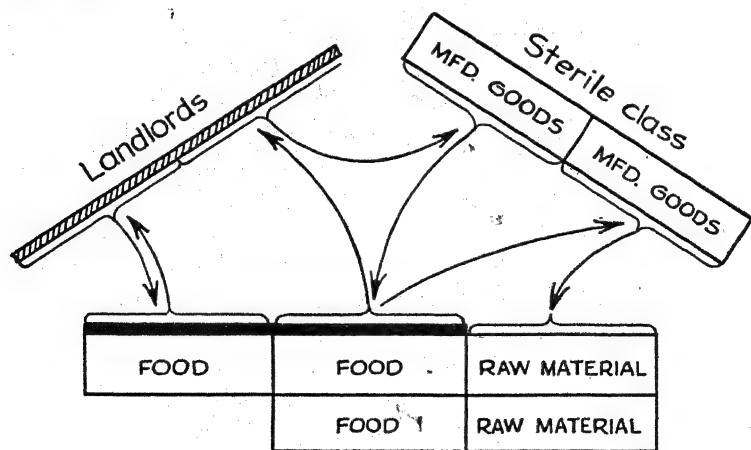 Landlords
Sterile class
MFD. GOODS
MFD. GOODS
FOOD
FOOD
RAW MATERIAL
FOOD
RAW MATERIAL